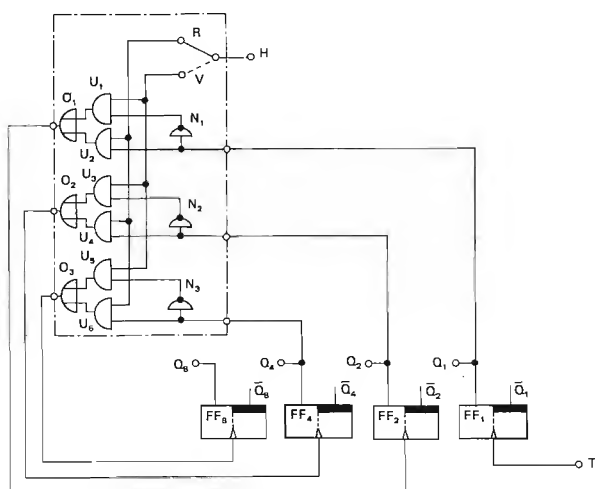 R
H
V
U₁
O₁
N₁
U₂
U₃
O₂
N₂
U₄
U₅
O₃
N₃
U₆
Q₈
Q₄
Q₂
Q₁
Q̅₈
Q̅₄
Q̅₂
Q̅₁
FF₈
FF₄
FF₂
FF₁
T